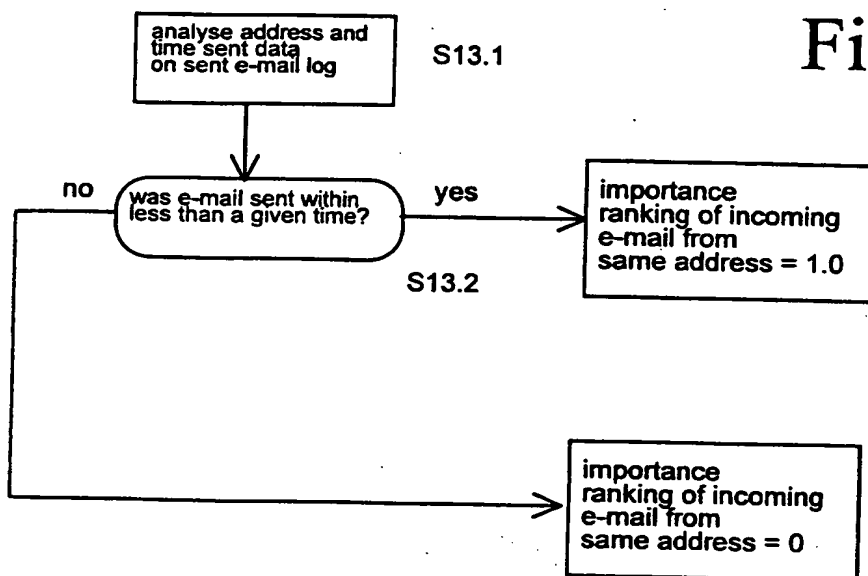 analyse address and
time sent data
on sent e-mail log
S13.1
Fi
no
was e-mail sent within
less than a given time?
yes
S13.2
importance
ranking of incoming
e-mail from
same address = 1.0
importance
ranking of incoming
e-mail from
same address = 0